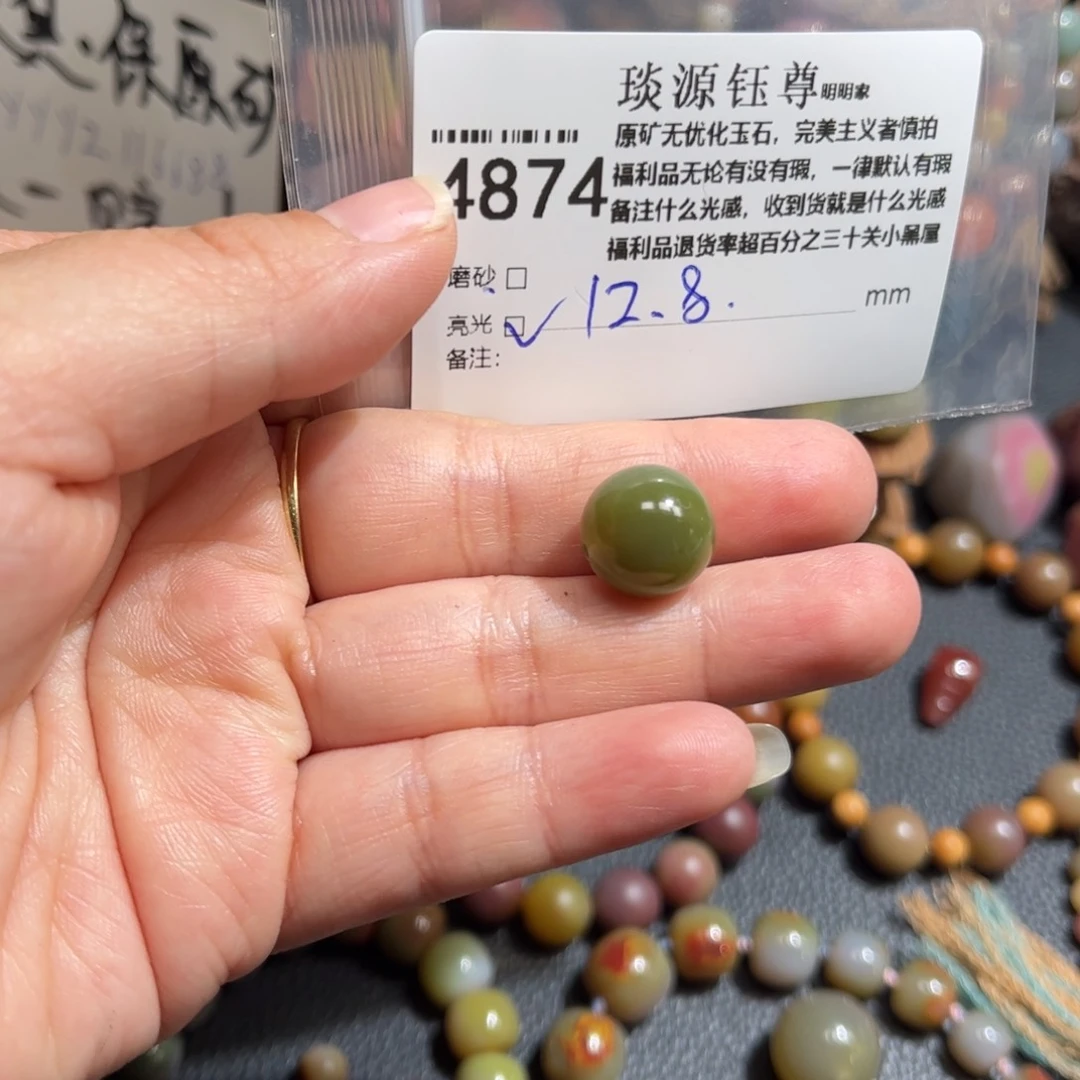 保原矿
琰源钰尊明明家
原矿无优化玉石，完美主义者慎拍
4874
福利品无论有没有瑕，一律默认有瑕
备注什么光感，收到货就是什么光感
福利品退货率超百分之三十关小黑屋
磨砂 □
亮光 ☑ 12.8. mm
备注: